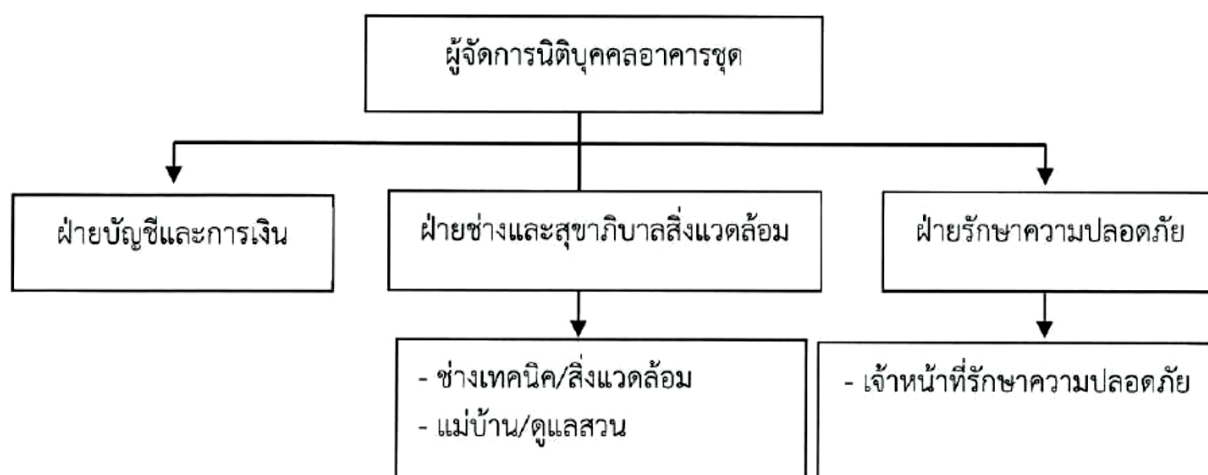 ผู้จัดการนิติบุคคลอาคารชุด
ฝ่ายบัญชีและการเงิน
ฝ่ายช่างและสุขาภิบาลสิ่งแวดล้อม
ฝ่ายรักษาความปลอดภัย
- ช่างเทคนิค/สิ่งแวดล้อม
- แม่บ้าน/ดูแลสวน
- เจ้าหน้าที่รักษาความปลอดภัย